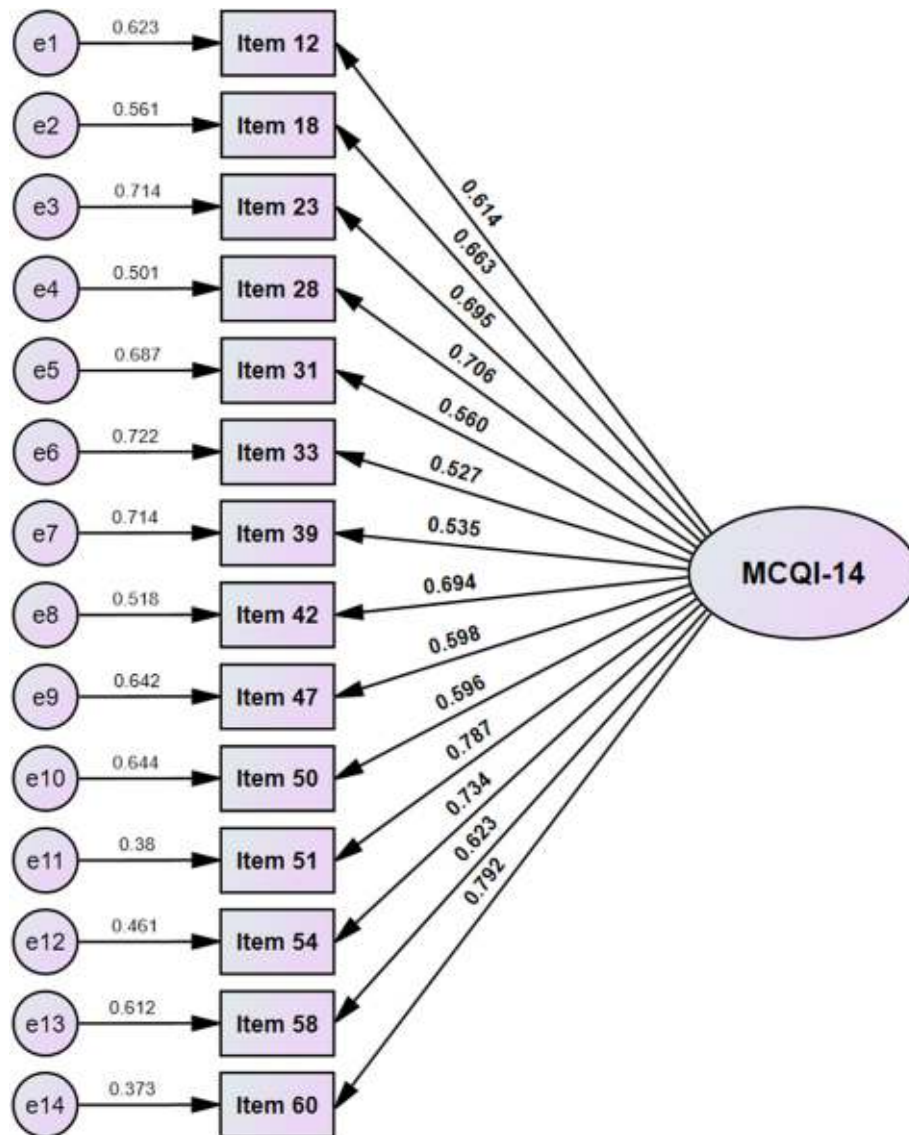 e1 0.623 Item 12
e2 0.561 Item 18
e3 0.714 Item 23
e4 0.501 Item 28
e5 0.687 Item 31
e6 0.722 Item 33
e7 0.714 Item 39
e8 0.518 Item 42
e9 0.642 Item 47
e10 0.644 Item 50
e11 0.38 Item 51
e12 0.461 Item 54
e13 0.612 Item 58
e14 0.373 Item 60
0.614
0.663
0.695
0.706
0.560
0.527
0.535
0.694
0.598
0.596
0.787
0.734
0.623
0.792
MCQI-14